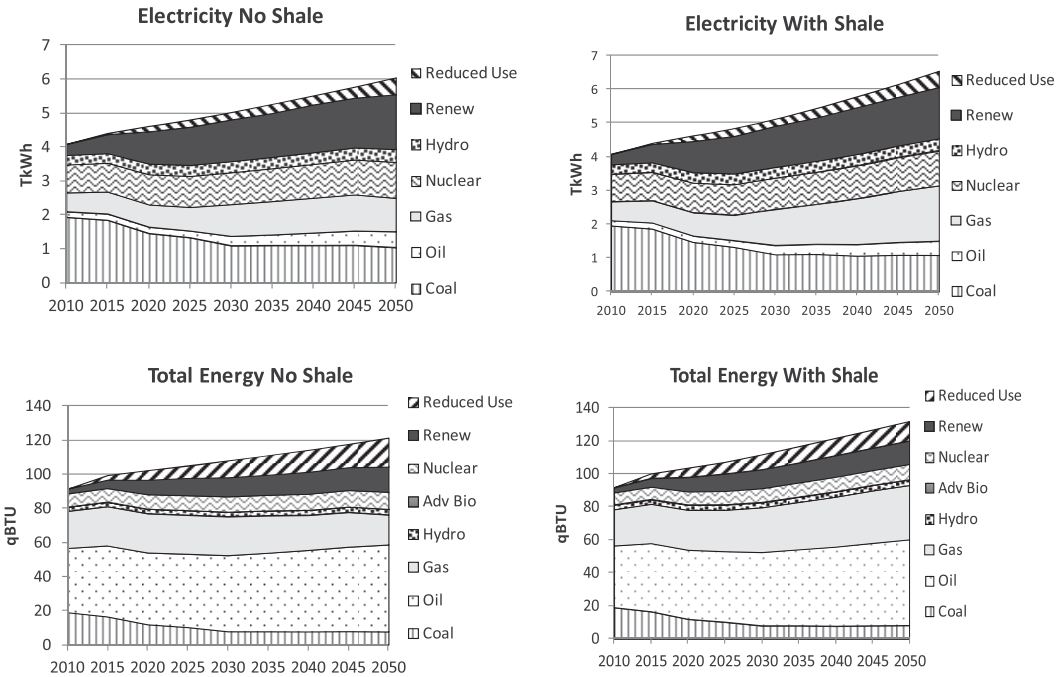 Electricity No Shale
7
6
5
4
3
2
1
0
TkWh
2010 2015 2020 2025 2030 2035 2040 2045 2050
Reduced Use
Renew
Hydro
Nuclear
Gas
Oil
Coal
Electricity With Shale
7
6
5
4
3
2
1
0
TkWh
2010 2015 2020 2025 2030 2035 2040 2045 2050
Reduced Use
Renew
Hydro
Nuclear
Gas
Oil
Coal
Total Energy No Shale
140
120
100
80
60
40
20
0
qBTU
2010 2015 2020 2025 2030 2035 2040 2045 2050
Reduced Use
Renew
Nuclear
Adv Bio
Hydro
Gas
Oil
Coal
Total Energy With Shale
140
120
100
80
60
40
20
0
qBTU
2010 2015 2020 2025 2030 2035 2040 2045 2050
Reduced Use
Renew
Nuclear
Adv Bio
Hydro
Gas
Oil
Coal